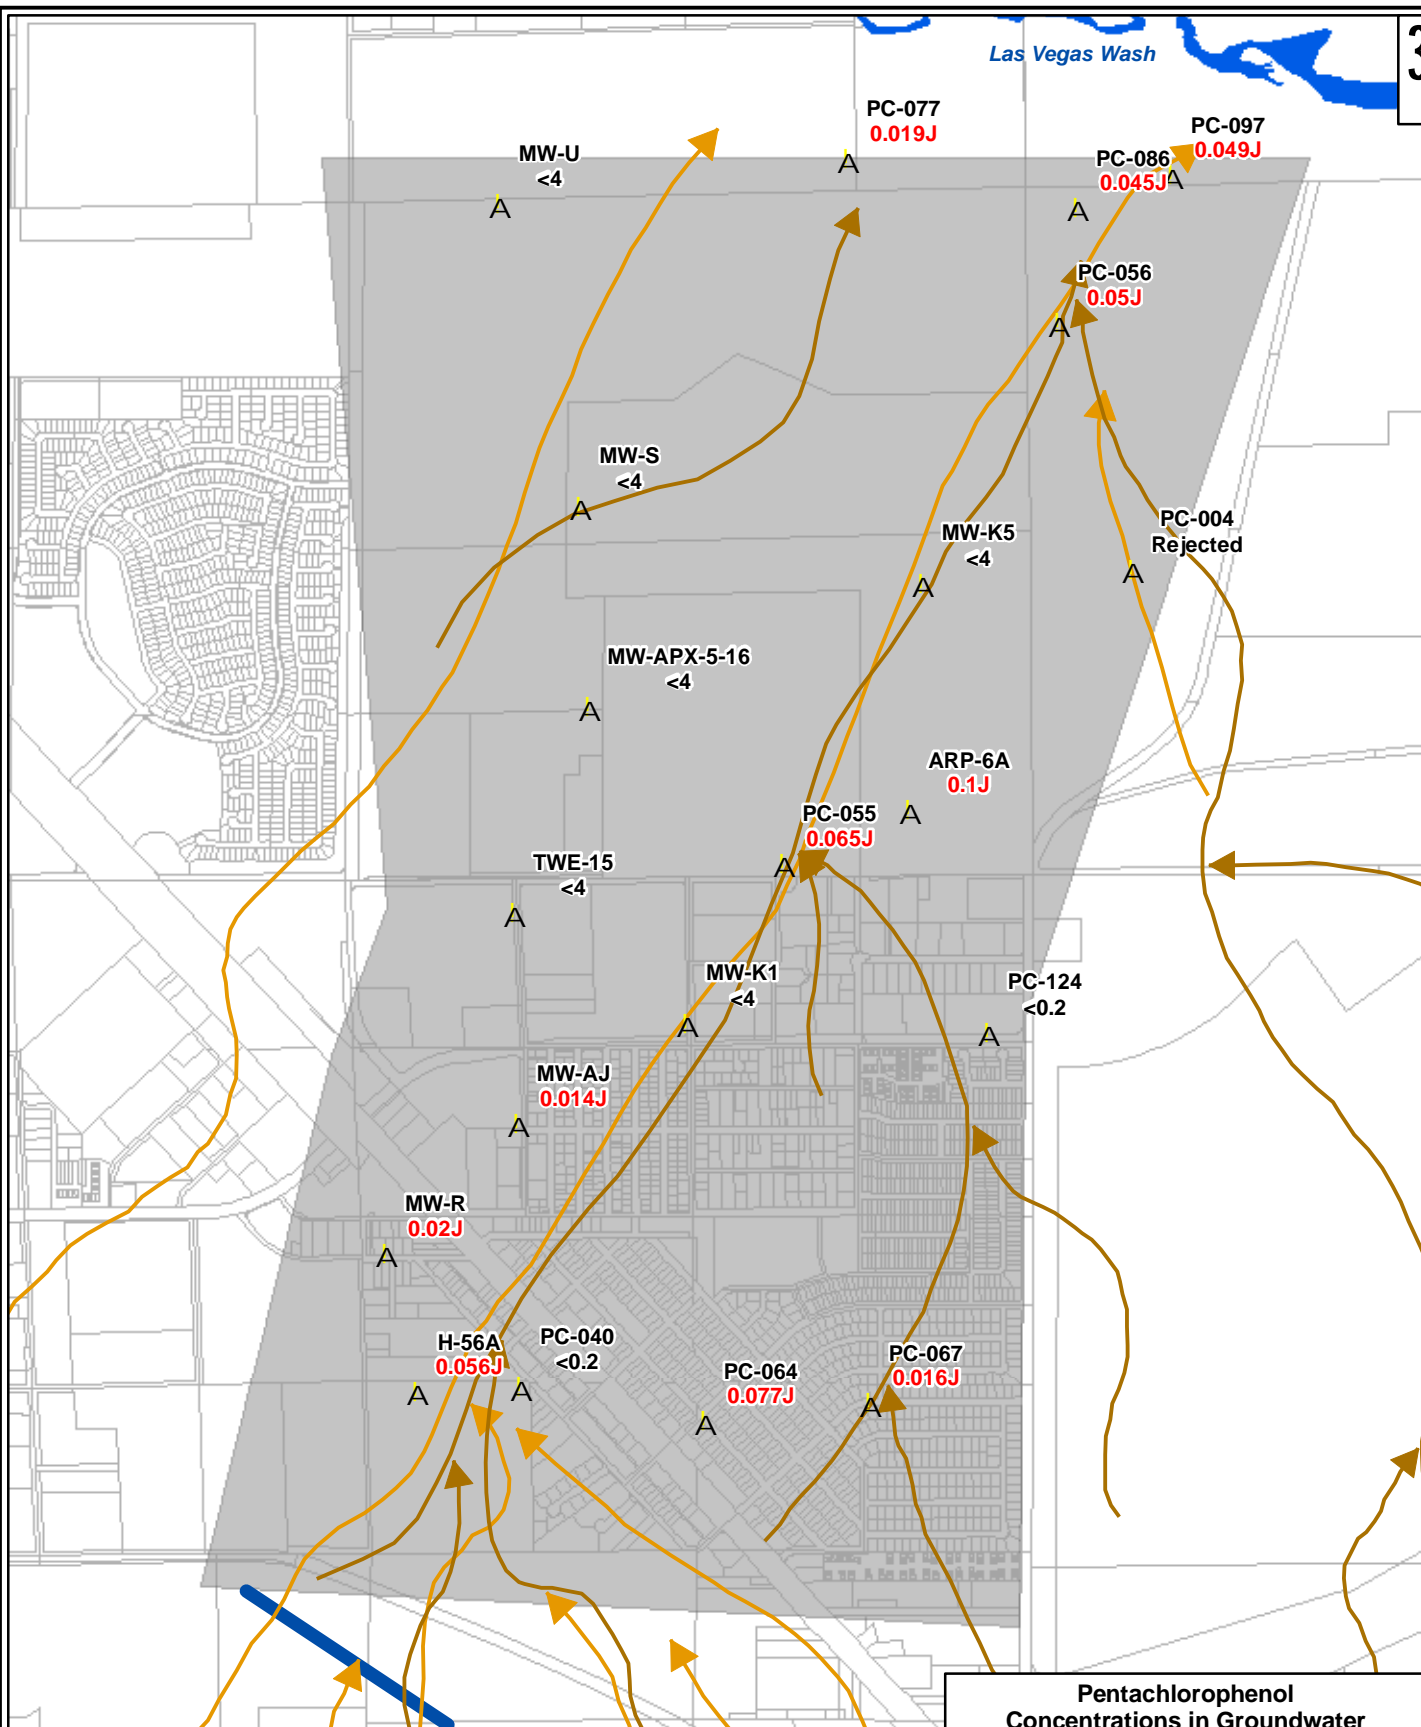 Las Vegas Wash
3
PC-077
0.019J
PC-097
0.049J
MW-U
<4
PC-086
0.045J
A
A
A
A
PC-056
0.05J
A
MW-S
<4
A
PC-004
Rejected
MW-K5
<4
A
A
MW-APX-5-16
<4
A
ARP-6A
0.1J
A
PC-055
0.065J
A
TWE-15
<4
A
MW-K1
<4
A
PC-124
<0.2
A
MW-AJ
0.014J
A
MW-R
0.02J
A
H-56A
0.056J
A
PC-040
<0.2
A
PC-064
0.077J
A
PC-067
0.016J
A
Pentachlorophenol
Concentrations in Groundwater